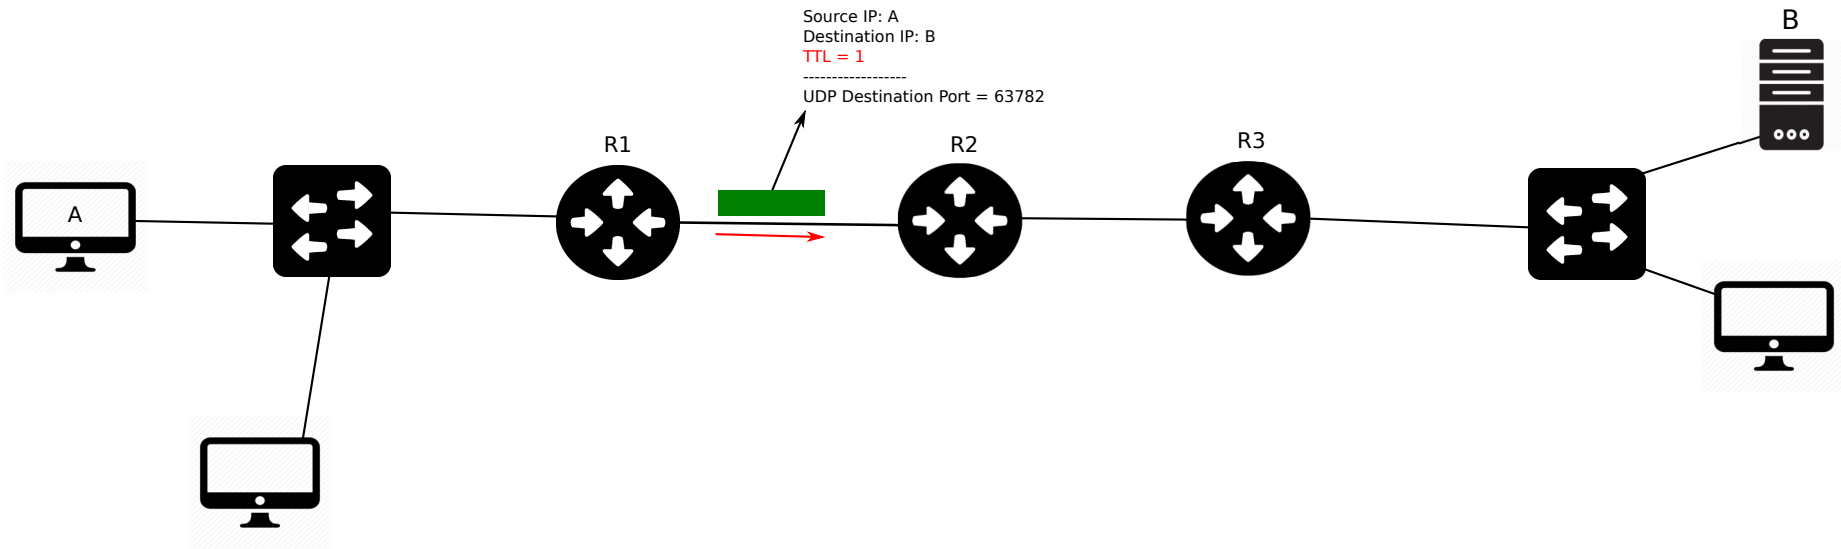 Source IP: A
Destination IP: B
TTL = 1
------------------
UDP Destination Port = 63782
B
R1
R2
R3
A